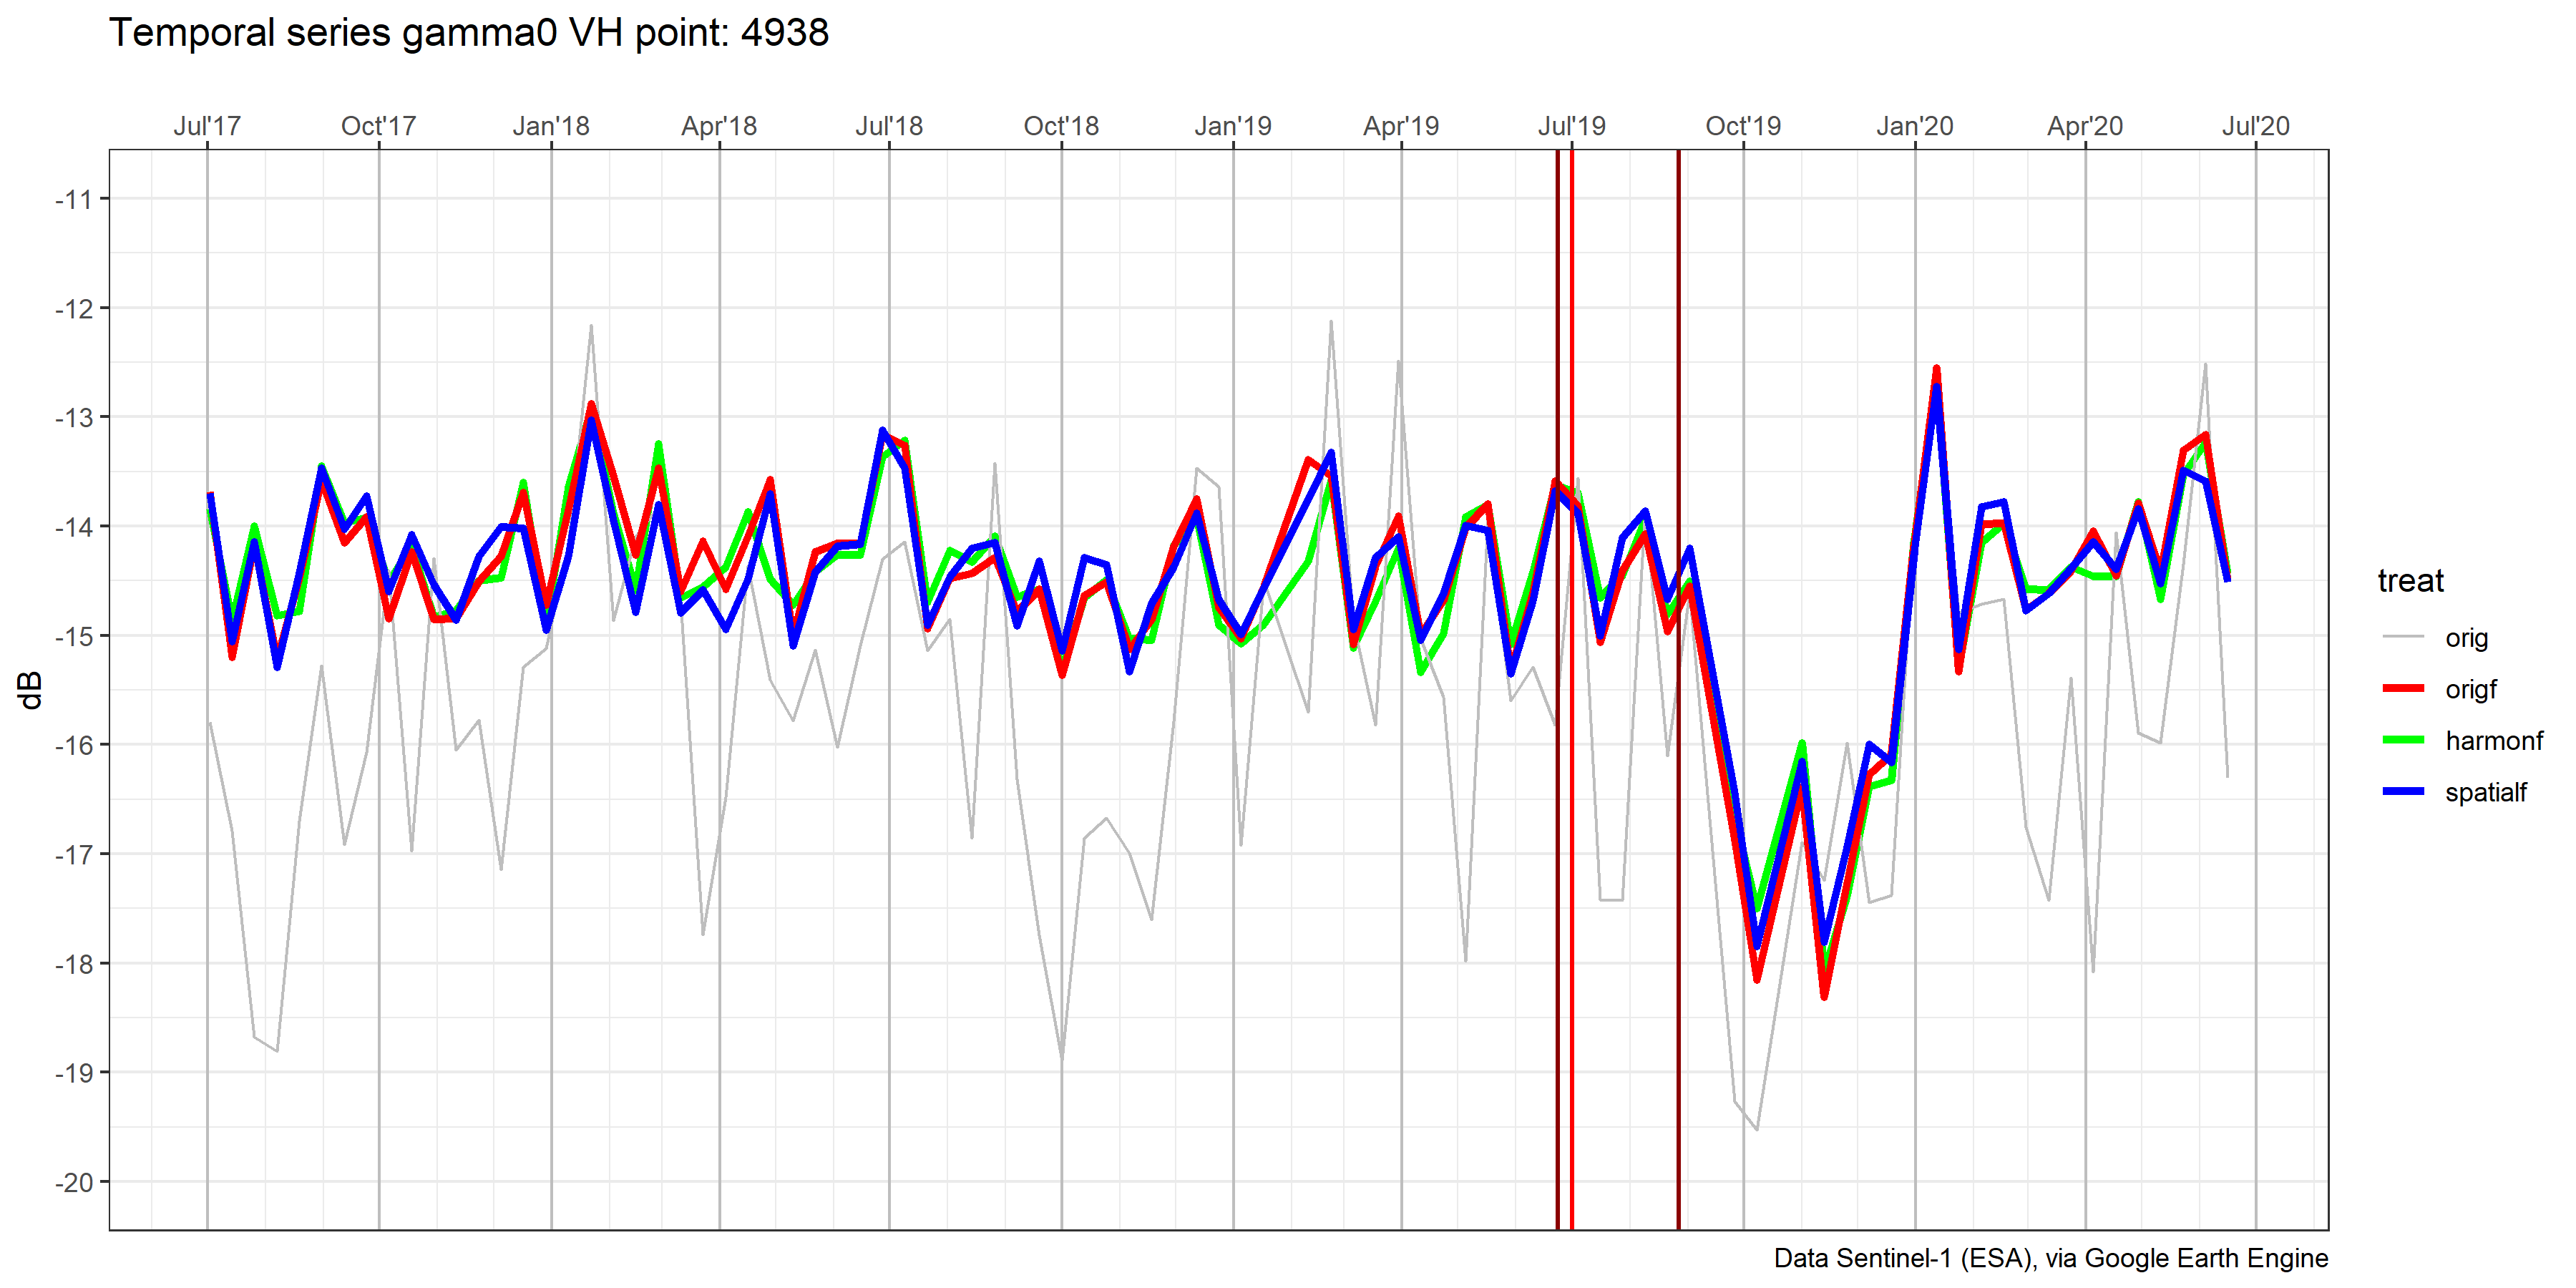 Temporal series gamma0 VH point: 4938
Jul'17 Oct'17 Jan'18 Apr'18 Jul'18 Oct'18 Jan'19 Apr'19 Jul'19 Oct'19 Jan'20 Apr'20 Jul'20
-11
-12
-13
-14
-15
-16
-17
-18
-19
-20
dB
treat
orig
origf
harmonf
spatialf
Data Sentinel-1 (ESA), via Google Earth Engine